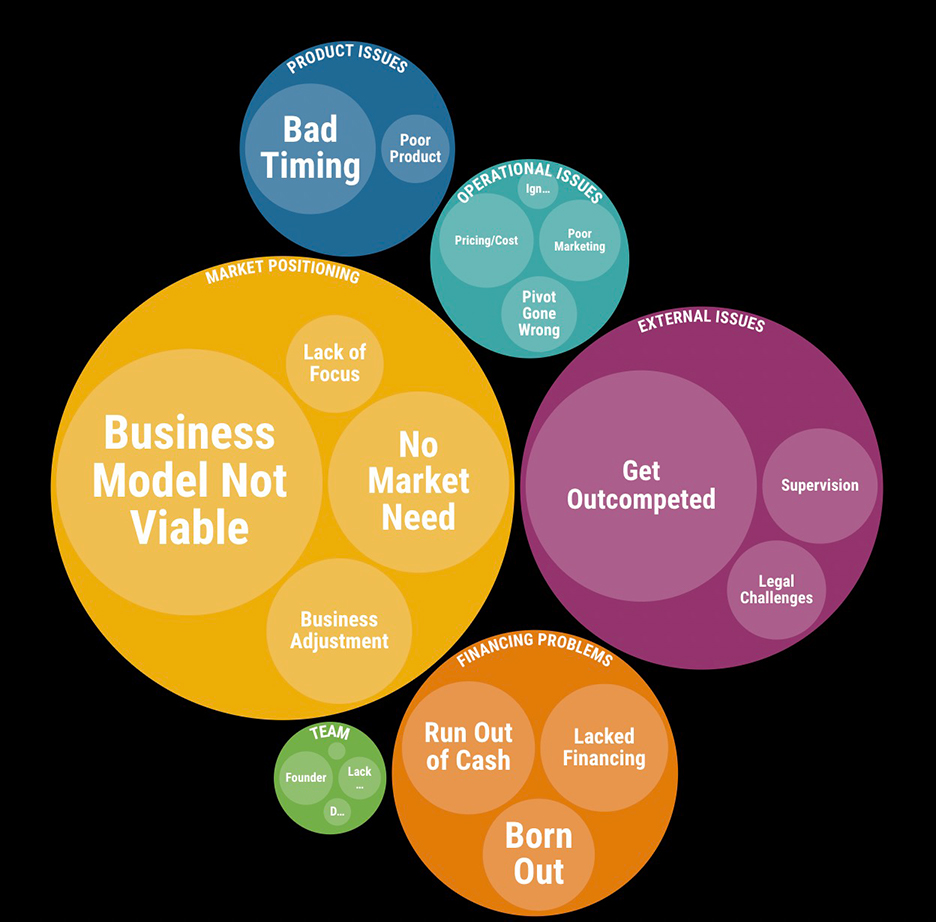 PRODUCT ISSUES
Bad
Timing
Poor
Product
OPERATIONAL ISSUES
Ign...
Pricing/Cost
Poor
Marketing
Pivot
Gone
Wrong
MARKET POSITIONING
Lack of
Focus
Business
Model Not
Viable
No
Market
Need
Business
Adjustment
EXTERNAL ISSUES
Get
Outcompeted
Supervision
Legal
Challenges
FINANCING PROBLEMS
Run Out
of Cash
Lacked
Financing
Born
Out
TEAM
Founder
Lack
...
D...